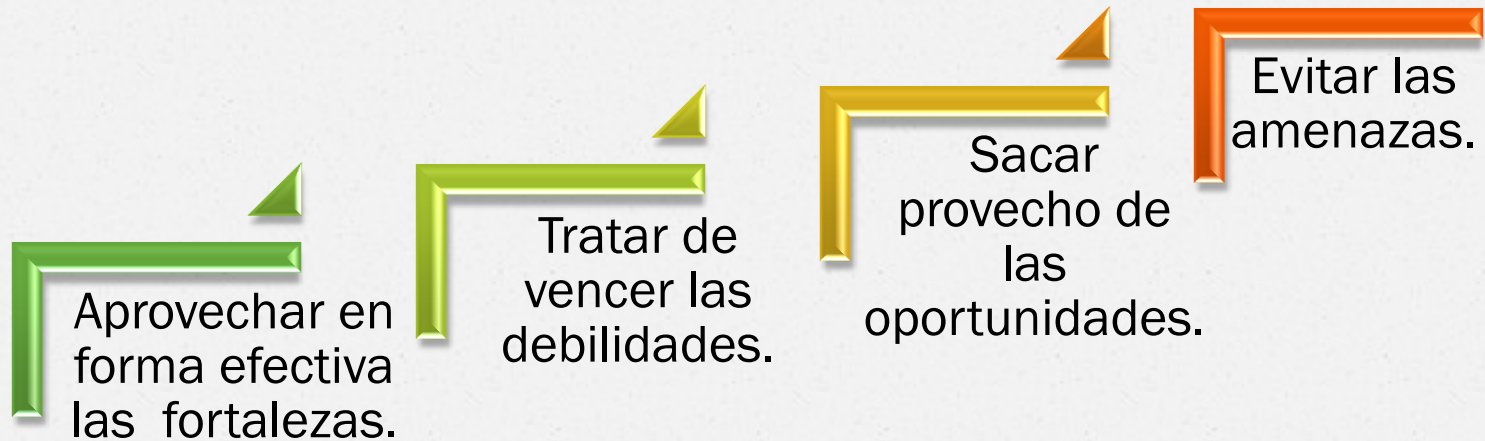 Aprovechar en
forma efectiva
las fortalezas.
Tratar de
vencer las
debilidades.
Sacar
provecho de
las
oportunidades.
Evitar las
amenazas.